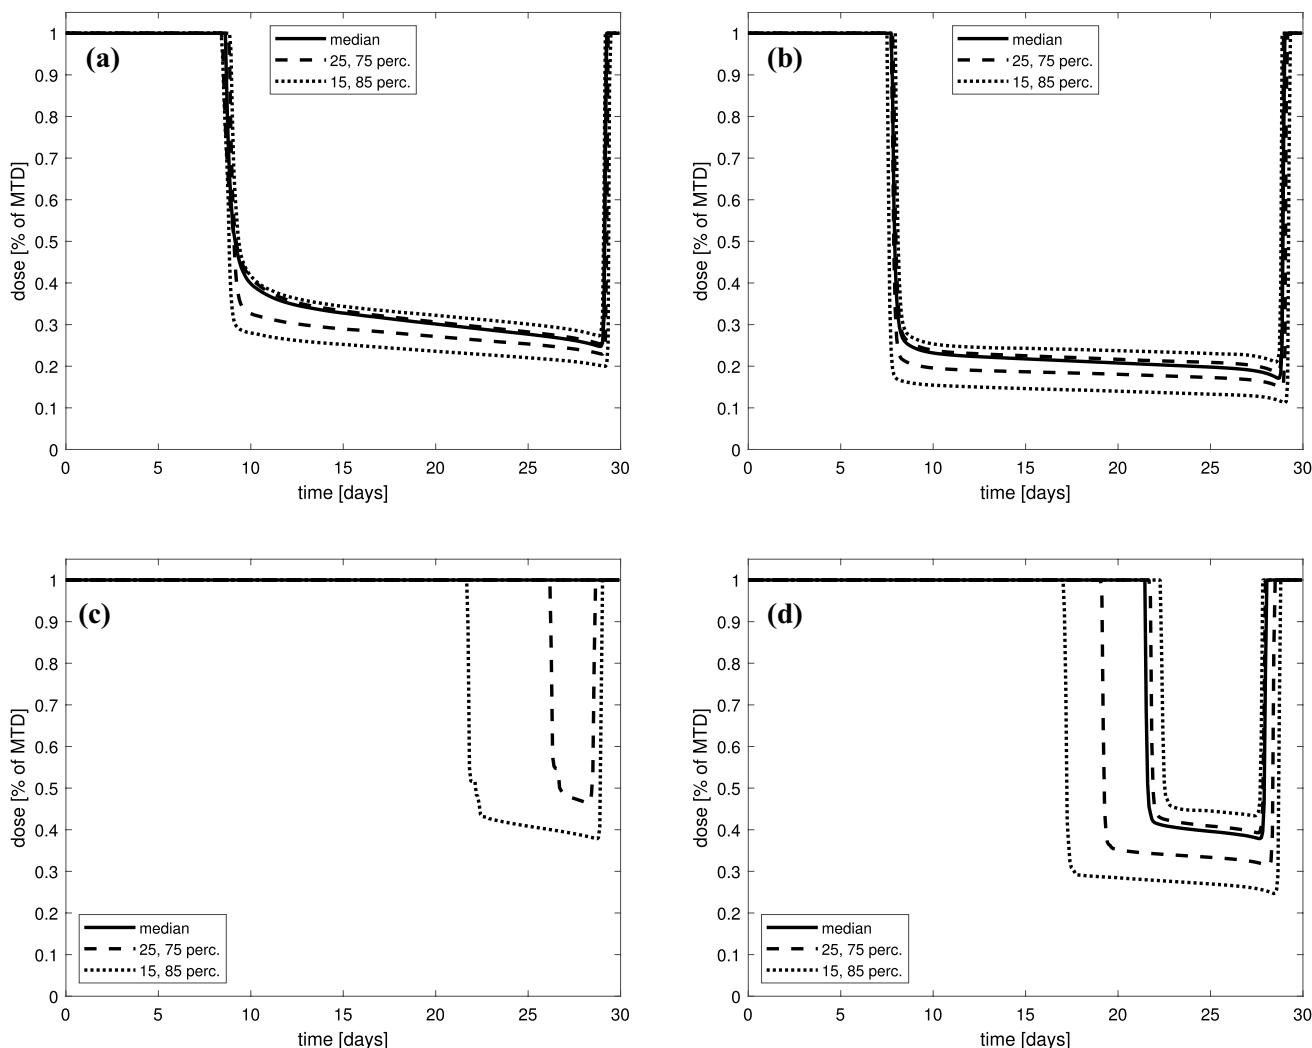 (a)
median
25, 75 perc.
15, 85 perc.
dose [% of MTD]
1
0.9
0.8
0.7
0.6
0.5
0.4
0.3
0.2
0.1
0
0 5 10 15 20 25 30
time [days]
(b)
median
25, 75 perc.
15, 85 perc.
dose [% of MTD]
1
0.9
0.8
0.7
0.6
0.5
0.4
0.3
0.2
0.1
0
0 5 10 15 20 25 30
time [days]
(c)
dose [% of MTD]
1
0.9
0.8
0.7
0.6
0.5
0.4
0.3
0.2
0.1
0
median
25, 75 perc.
15, 85 perc.
0 5 10 15 20 25 30
time [days]
(d)
dose [% of MTD]
1
0.9
0.8
0.7
0.6
0.5
0.4
0.3
0.2
0.1
0
median
25, 75 perc.
15, 85 perc.
0 5 10 15 20 25 30
time [days]